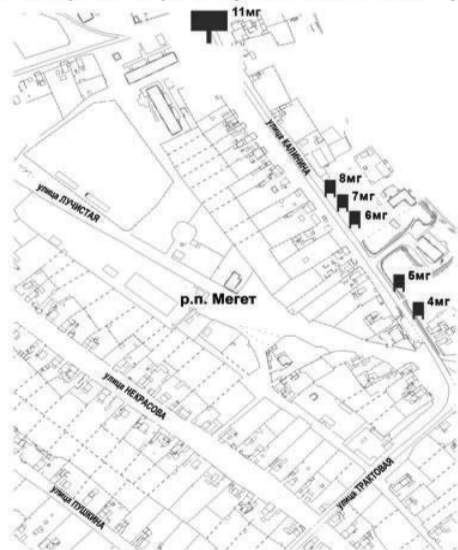 11мг
улица КАЛИНИНА
8мг
7мг
6мг
улица ЛУЧИСТАЯ
5мг
р.п. Мегет
4мг
улица НЕКРАСОВА
улица ТРАКТОВАЯ
улица ПУШКИНА